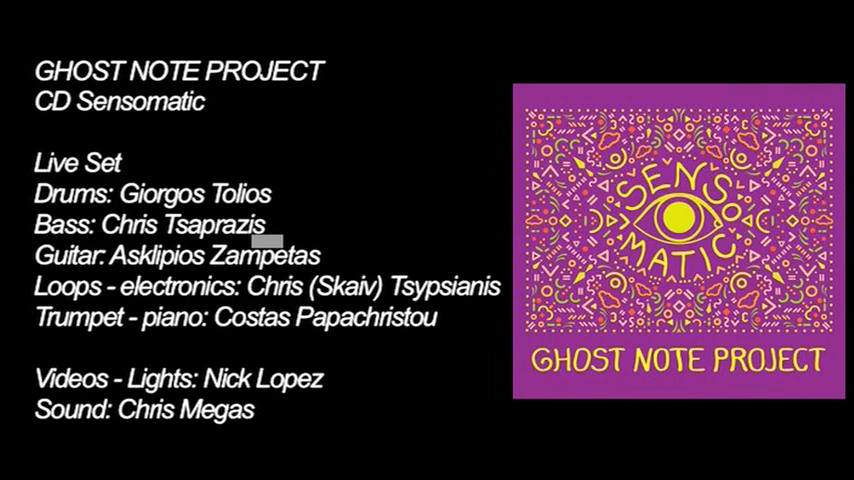 GHOST NOTE PROJECT
CD Sensomatic
Live Set
Drums: Giorgos Tolios
Bass: Chris Tsaprazis
Guitar: Asklipios Zampetas
Loops - electronics: Chris (Skaiv) Tsypsianis
Trumpet - piano: Costas Papachristou
Videos - Lights: Nick Lopez
Sound: Chris Megas
SENSO
MATIC
GHOST NOTE PROJECT